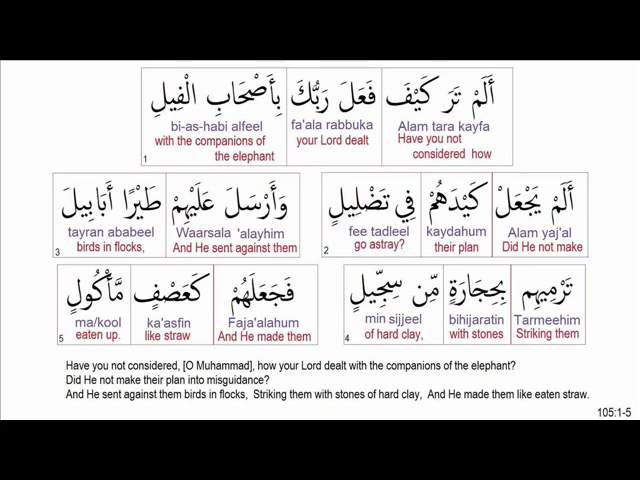 أَلَمْ تَرَ كَيْفَ فَعَلَ رَبُّكَ بِأَصْحَابِ الْفِيلِ
Alam tara kayfa fa'ala rabbuka bi-as-habi alfeel
Have you not considered how your Lord dealt with the companions of the elephant
1
أَلَمْ يَجْعَلْ كَيْدَهُمْ فِي تَضْلِيلٍ
Alam yaj'al kaydahum fee tadleel
Did He not make their plan go astray?
2
وَأَرْسَلَ عَلَيْهِمْ طَيْرًا أَبَابِيلَ
Waarsala 'alayhim tayran ababeel
And He sent against them birds in flocks,
3
تَرْمِيهِم بِحِجَارَةٍ مِّن سِجِّيلٍ
Tarmeehim bihijaratin min sijjeel
Striking them with stones of hard clay,
4
فَجَعَلَهُمْ كَعَصْفٍ مَّأْكُولٍ
Faja'alahum ka'asfin ma/kool
And He made them like straw eaten up.
5
Have you not considered, [O Muhammad], how your Lord dealt with the companions of the elephant?
Did He not make their plan into misguidance?
And He sent against them birds in flocks, Striking them with stones of hard clay, And He made them like eaten straw.
105:1-5